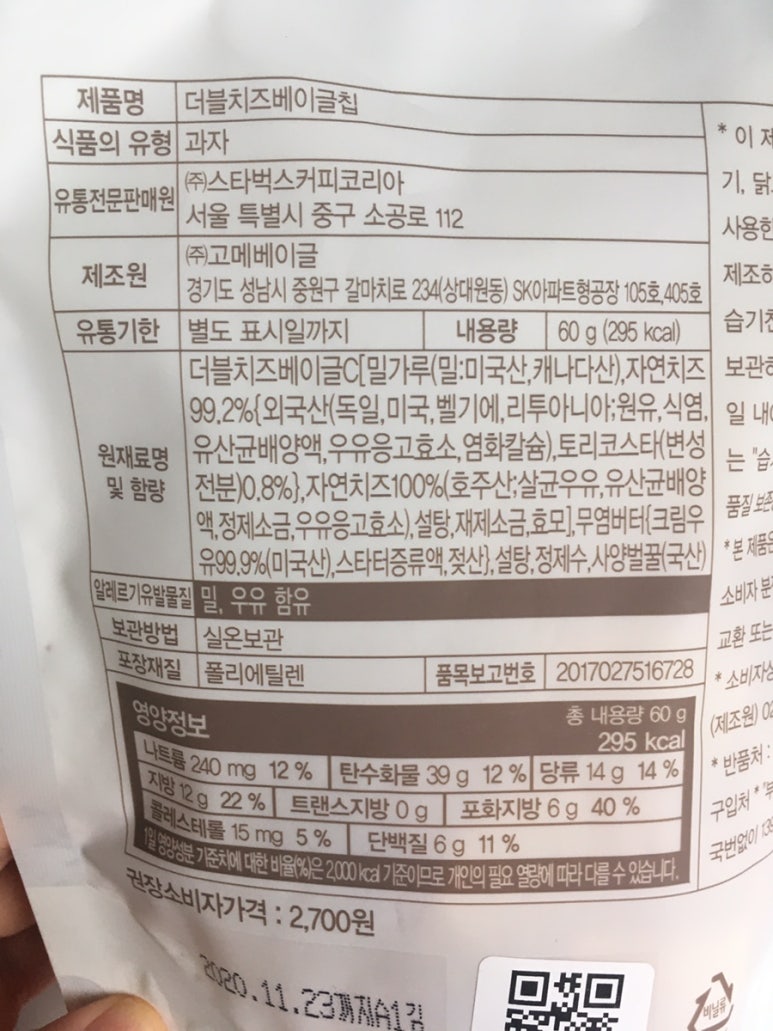 제품명 더블치즈베이글칩
식품의 유형 과자
유통전문판매원 ㈜스타벅스커피코리아
서울 특별시 중구 소공로 112
제조원 ㈜고메베이글
경기도 성남시 중원구 갈마치로 234(상대원동) SK아파트형공장 105호,405호
유통기한 별도 표시일까지 내용량 60 g (295 kcal)
원재료명 및 함량
더블치즈베이글C[밀가루(밀:미국산,캐나다산),자연치즈
99.2%{외국산(독일,미국,벨기에,리투아니아;원유,식염,
유산균배양액,우유응고효소,염화칼슘),토리코스타(변성
전분)0.8%},자연치즈100%(호주산;살균우유,유산균배양
액,정제소금,우유응고효소),설탕,재제소금,효모],무염버터{크림우
유99.9%(미국산),스타터증류액,젖산},설탕,정제수,사양벌꿀(국산)
알레르기유발물질 밀, 우유 함유
보관방법 실온보관
포장재질 폴리에틸렌 품목보고번호 2017027516728
영양정보 총 내용량 60 g
295 kcal
나트륨 240 mg 12 % 탄수화물 39 g 12 % 당류 14 g 14 %
지방 12 g 22 % 트랜스지방 0 g 포화지방 6 g 40 %
콜레스테롤 15 mg 5 % 단백질 6 g 11 %
1일 영양성분 기준치에 대한 비율(%)은 2,000 kcal 기준이므로 개인의 필요 열량에 따라 다를 수 있습니다.
권장소비자가격 : 2,700원
2020.11.23까지A1김
* 이 제
기, 닭
사용한
제조하
습기천
보관하
일 내에
는 "습
품질 보존
* 본 제품은
소비자 분
교환 또는
* 소비자상
(제조원) 02
* 반품처 :
구입처 * "부
국번없이 139
비닐류